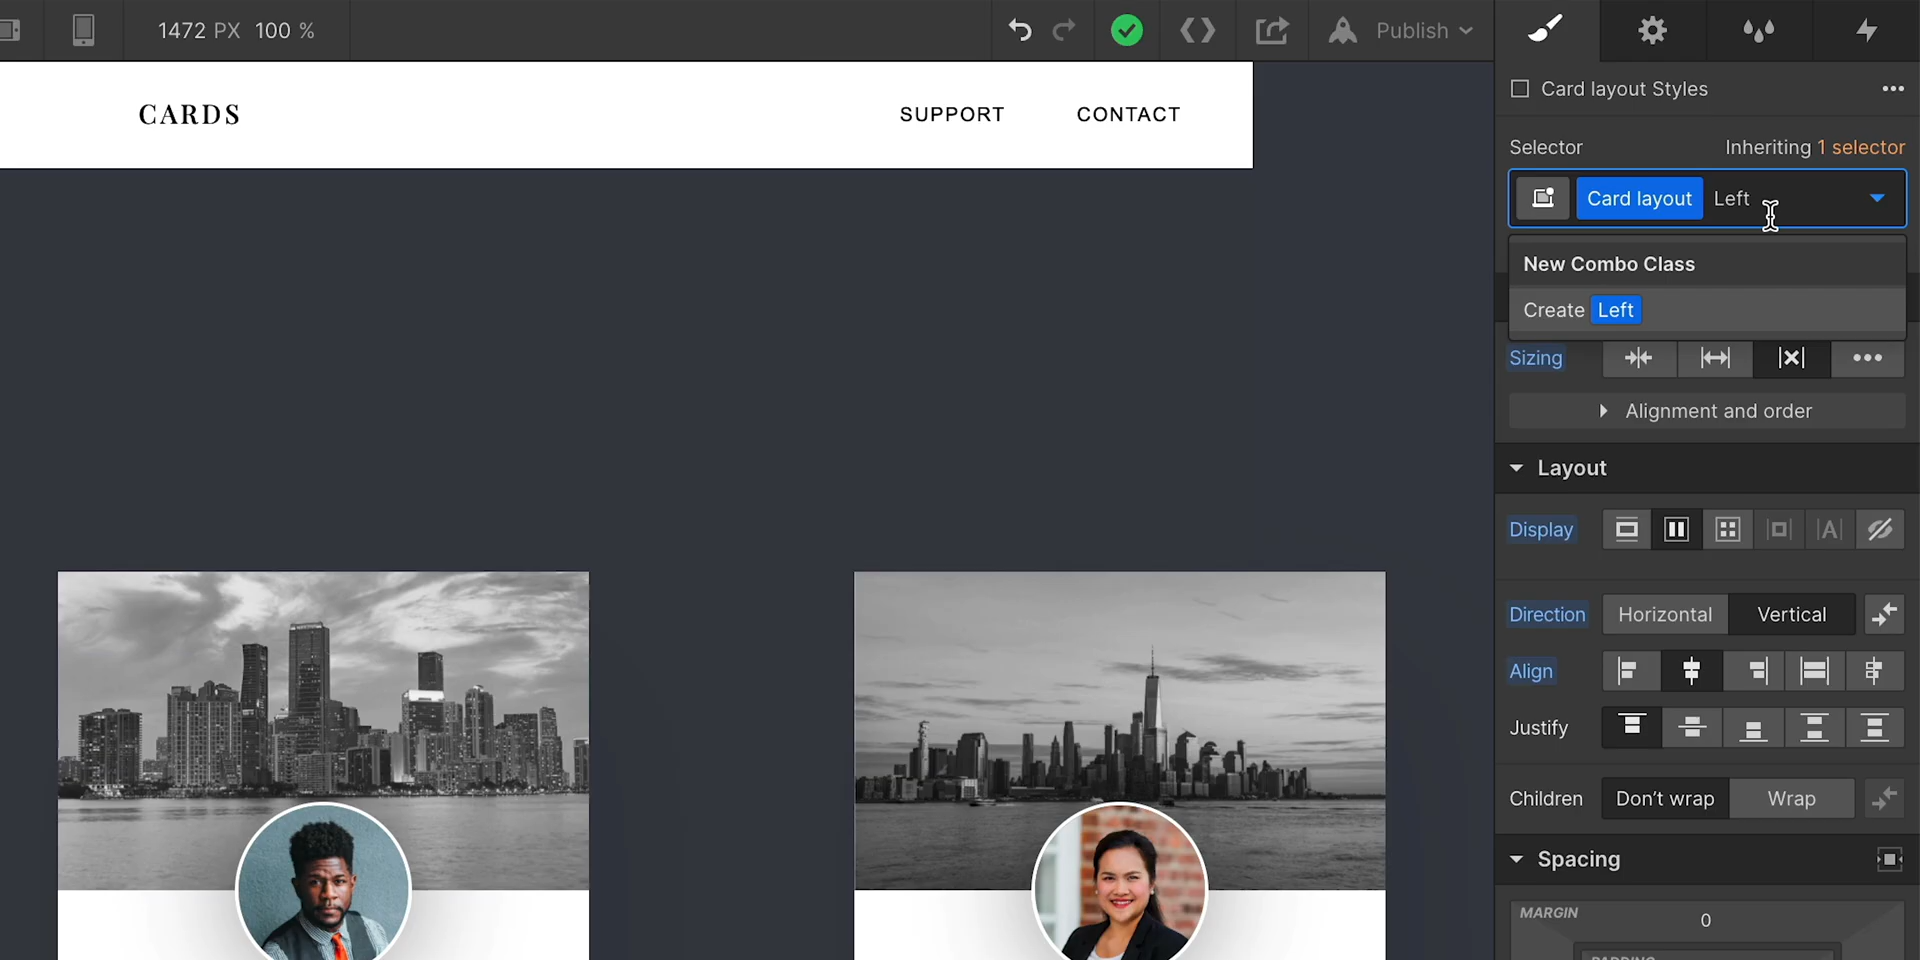 1472 PX 100 %
Publish
CARDS
SUPPORT
CONTACT
Card layout Styles
Selector
Inheriting 1 selector
Card layout Left
New Combo Class
Create Left
Sizing
Alignment and order
Layout
Display
Direction
Horizontal
Vertical
Align
Justify
Children
Don’t wrap
Wrap
Spacing
MARGIN
0
PADDING